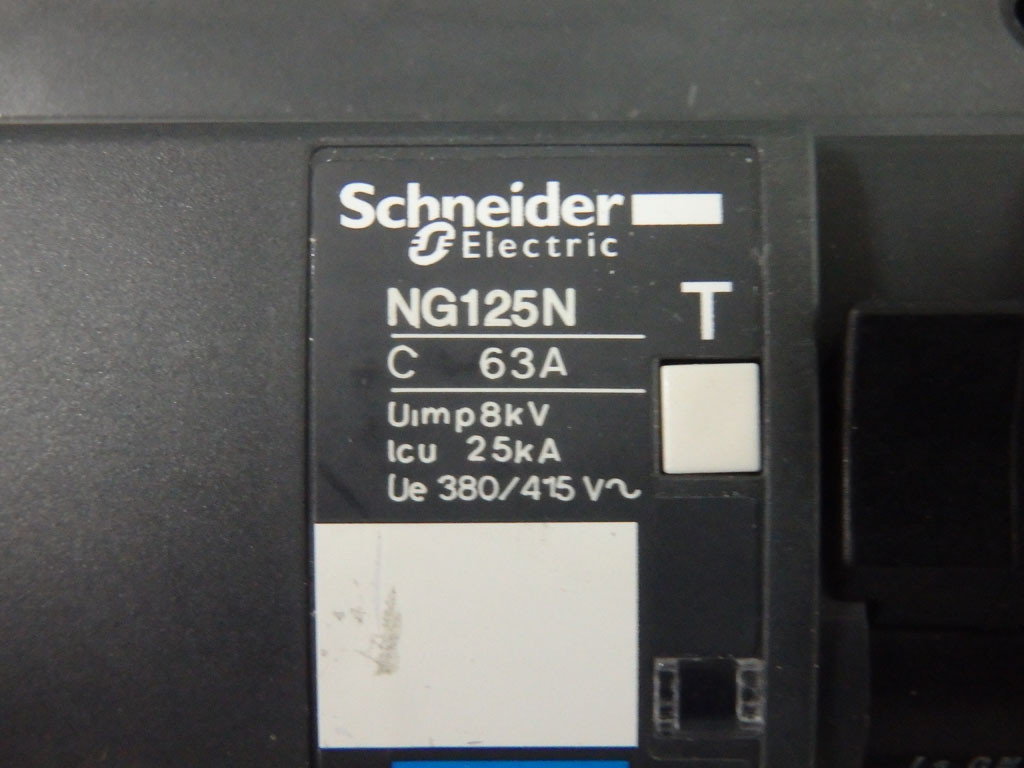 Schneider
Electric
NG125N
T
C 63A
Uimp 8kV
Icu 25kA
Ue 380/415 V~